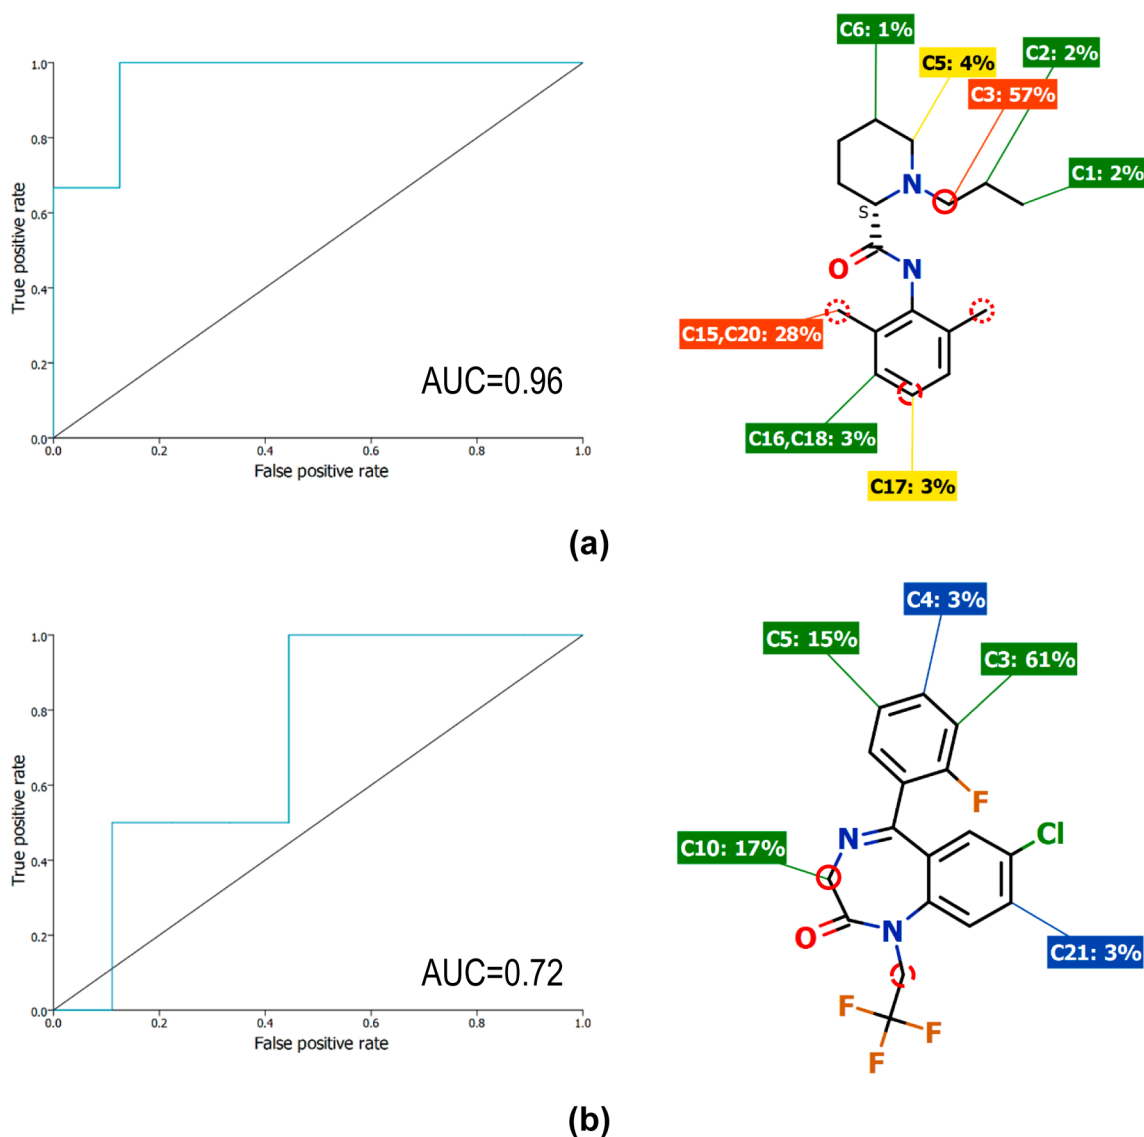 1.0
0.8
0.6
0.4
0.2
0.0
True positive rate
0.0 0.2 0.4 0.6 0.8 1.0
False positive rate
AUC=0.96
C6: 1%
C5: 4%
C2: 2%
C3: 57%
C1: 2%
N
S
O
N
C15,C20: 28%
C16,C18: 3%
C17: 3%
(a)
1.0
0.8
0.6
0.4
0.2
0.0
True positive rate
0.0 0.2 0.4 0.6 0.8 1.0
False positive rate
AUC=0.72
C4: 3%
C5: 15%
C3: 61%
F
N
Cl
C10: 17%
O
N
C21: 3%
F
F
F
(b)